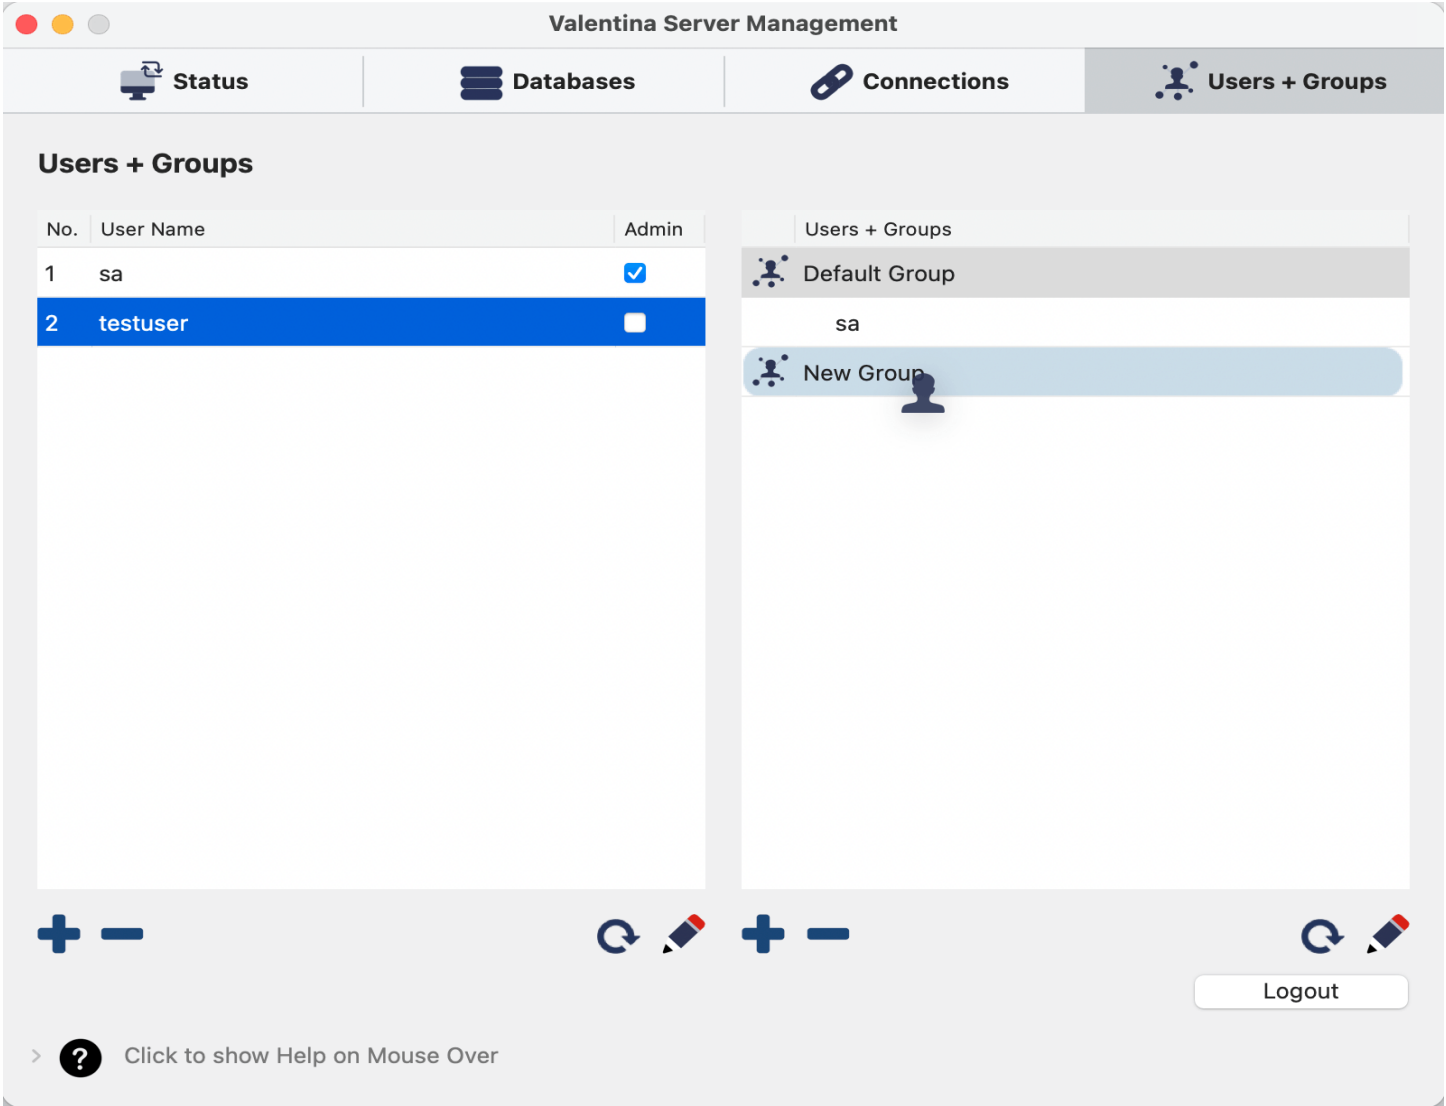 Valentina Server Management
Status
Databases
Connections
Users + Groups
Users + Groups
No. User Name Admin
1 sa
2 testuser
Users + Groups
Default Group
sa
New Group
Logout
? Click to show Help on Mouse Over